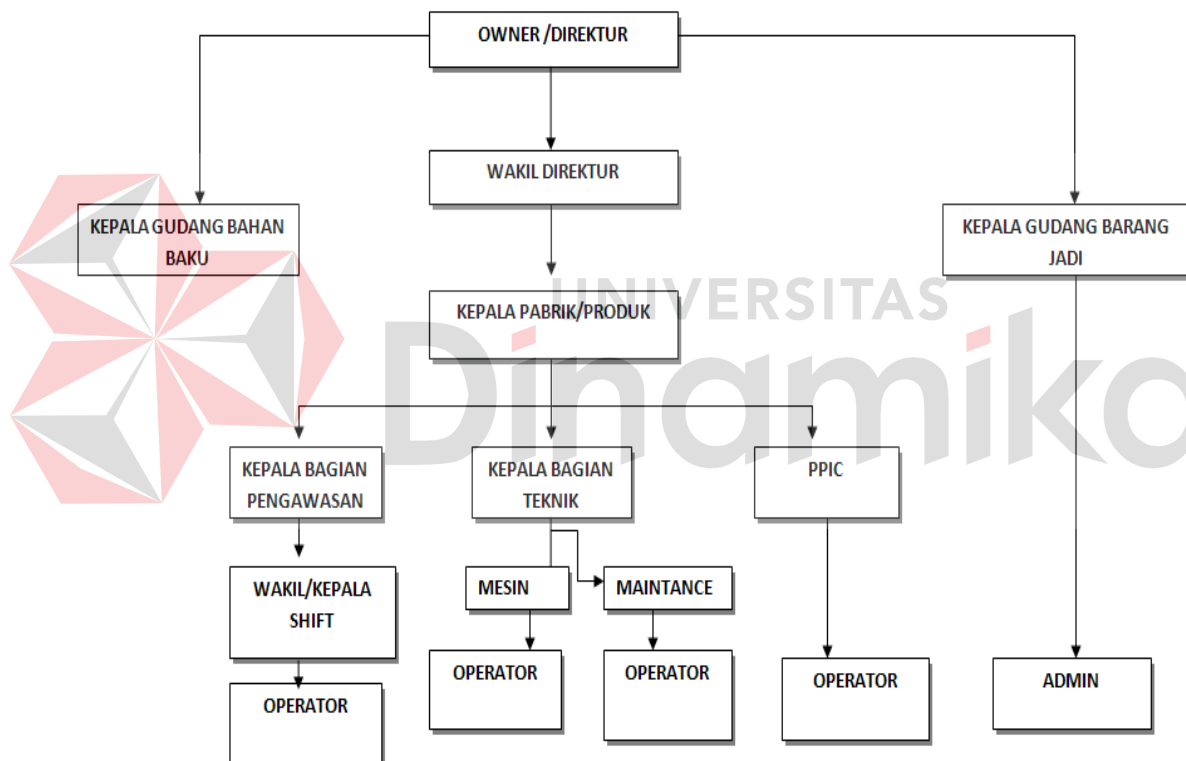 OWNER /DIREKTUR
WAKIL DIREKTUR
KEPALA GUDANG BAHAN
BAKU
KEPALA GUDANG BARANG
JADI
UNIVERSITAS
Dinamika
KEPALA PABRIK/PRODUK
KEPALA BAGIAN
PENGAWASAN
KEPALA BAGIAN
TEKNIK
PPIC
WAKIL/KEPALA
SHIFT
MESIN
MAINTANCE
OPERATOR
OPERATOR
OPERATOR
ADMIN
OPERATOR